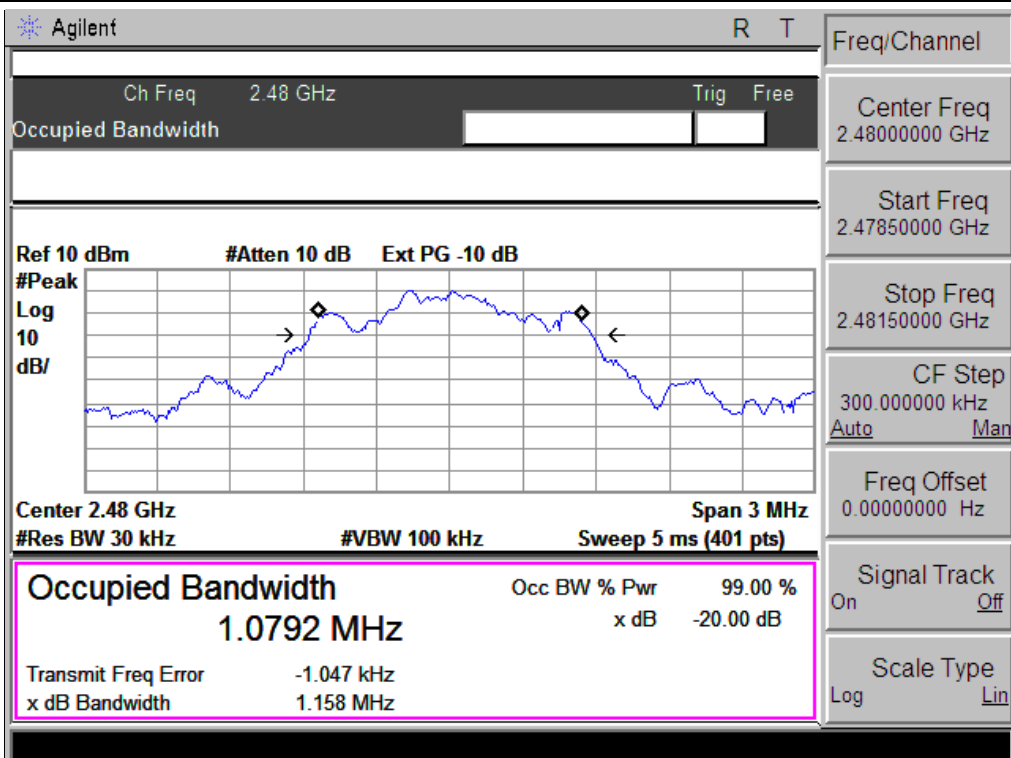 Agilent R T
Ch Freq 2.48 GHz Trig Free
Occupied Bandwidth
Ref 10 dBm #Atten 10 dB Ext PG -10 dB
#Peak
Log
10
dB/
Center 2.48 GHz Span 3 MHz
#Res BW 30 kHz #VBW 100 kHz Sweep 5 ms (401 pts)
Occupied Bandwidth Occ BW % Pwr 99.00 %
1.0792 MHz x dB -20.00 dB
Transmit Freq Error -1.047 kHz
x dB Bandwidth 1.158 MHz
Freq/Channel
Center Freq
2.48000000 GHz
Start Freq
2.47850000 GHz
Stop Freq
2.48150000 GHz
CF Step
300.000000 kHz
Auto Man
Freq Offset
0.00000000 Hz
Signal Track
On Off
Scale Type
Log Lin